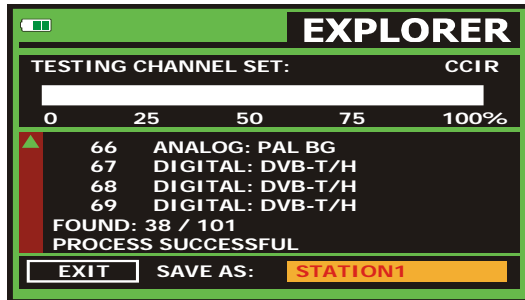 EXPLORER
TESTING CHANNEL SET: CCIR
0 25 50 75 100%
66 ANALOG: PAL BG
67 DIGITAL: DVB-T/H
68 DIGITAL: DVB-T/H
69 DIGITAL: DVB-T/H
FOUND: 38 / 101
PROCESS SUCCESSFUL
EXIT SAVE AS: STATION1